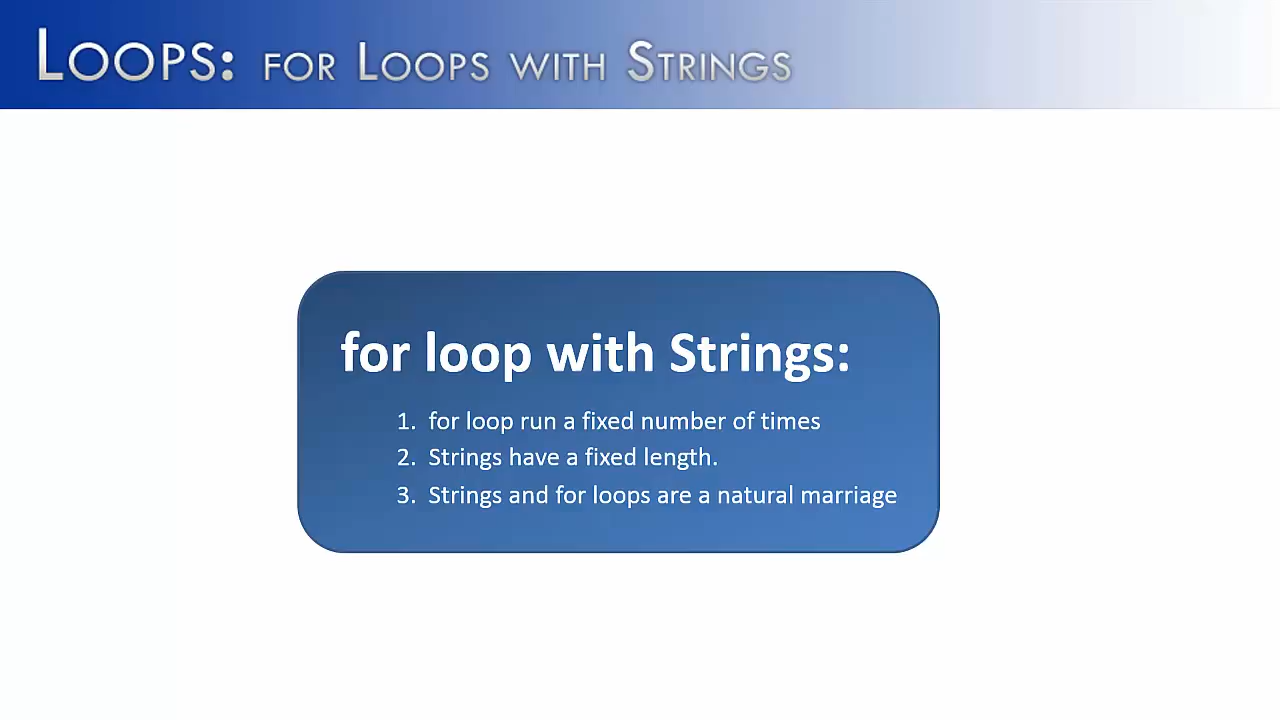 Loops: for Loops with Strings
for loop with Strings:
1. for loop run a fixed number of times
2. Strings have a fixed length.
3. Strings and for loops are a natural marriage